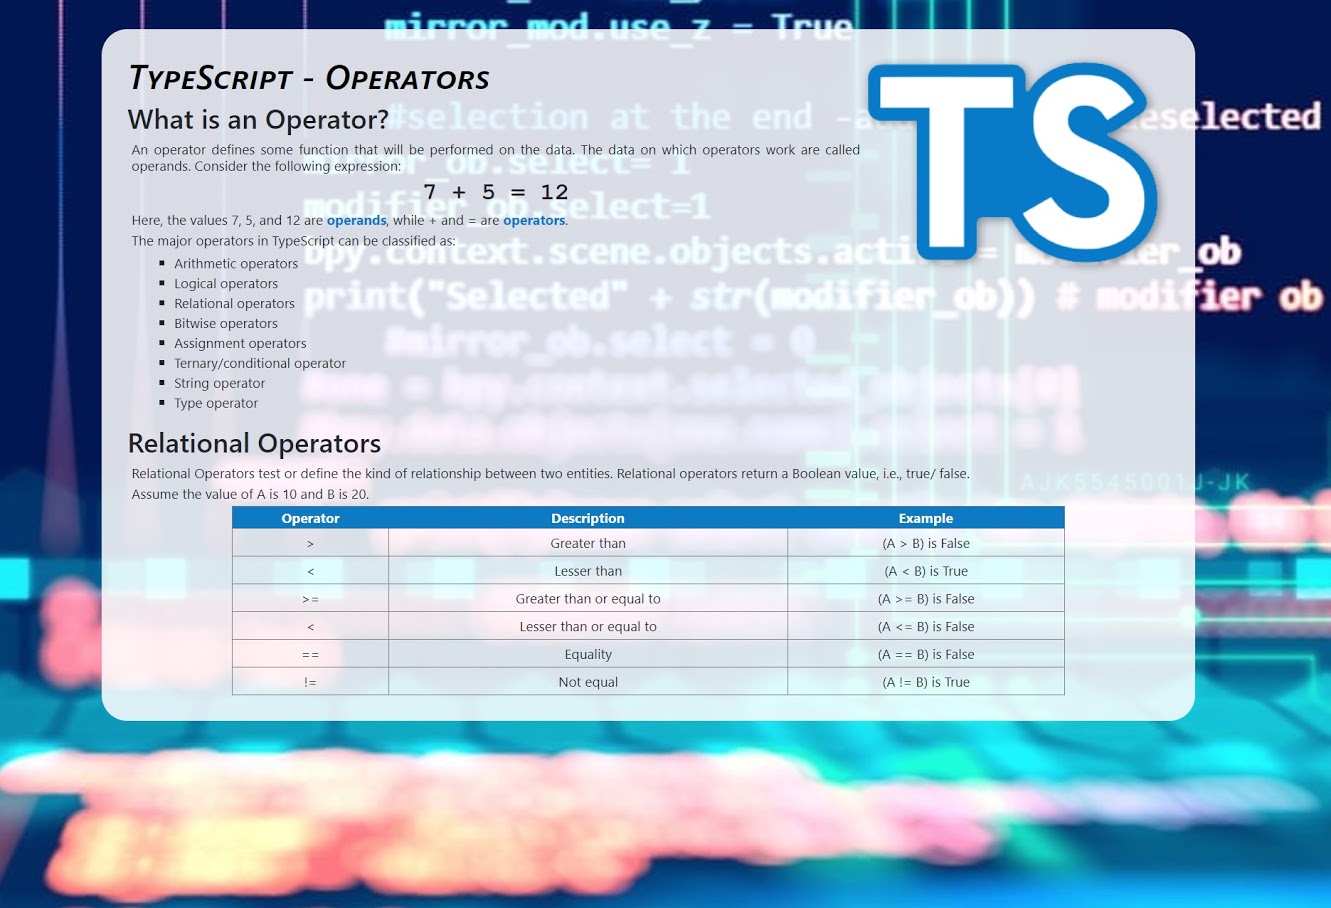 mirror_mod.use_z = True
TypeScript - Operators
TS
What is an Operator?
#selection at the end -a
eselected
An operator defines some function that will be performed on the data. The data on which operators work are called
operands. Consider the following expression:
_ob.select= 1
7 + 5 = 12
modifier_ob.select=1
Here, the values 7, 5, and 12 are operands, while + and = are operators.
The major operators in TypeScript can be classified as:
bpy.context.scene.objects.acti = modifier_ob
▪ Arithmetic operators
▪ Logical operators
print("Selected" + str(modifier_ob)) # modifier ob
▪ Relational operators
▪ Bitwise operators
#mirror_ob.select = 0
▪ Assignment operators
▪ Ternary/conditional operator
▪ String operator
▪ Type operator
Relational Operators
Relational Operators test or define the kind of relationship between two entities. Relational operators return a Boolean value, i.e., true/ false.
AJK5545001J-JK
Assume the value of A is 10 and B is 20.
Operator Description Example
> Greater than (A > B) is False
< Lesser than (A < B) is True
>= Greater than or equal to (A >= B) is False
< Lesser than or equal to (A <= B) is False
== Equality (A == B) is False
!= Not equal (A != B) is True